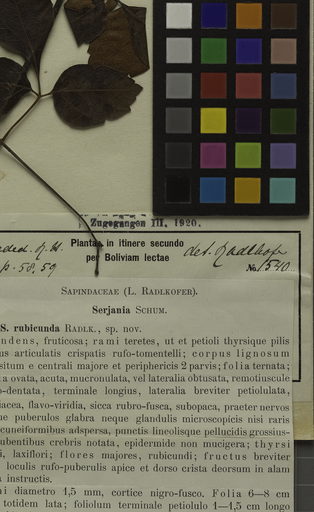 Zugegangen III. 1920.
Plantae in itinere secundo
per Boliviam lectae
det. Radlkofer
p. 58, 59
No. 1540
SAPINDACEAE (L. RADLKOFER).
Serjania SCHUM.
S. rubicunda RADLK., sp. nov.
ndens, fruticosa; rami teretes, ut et petioli thyrsique pilis
us articulatis crispatis rufo-tomentelli; corpus lignosum
situm e centrali majore et periphericis 2 parvis; folia ternata;
a ovata, acuta, mucronulata, vel lateralia obtusata, remotiuscule
o-dentata, terminale longius, lateralia breviter petiolulata,
iacea, flavo-viridia, sicca rubro-fusca, subopaca, praeter nervos
ue puberulos glabra neque glandulis microscopicis nisi raris
cuneiformibus adspersa, punctis lineolisque pellucidis grossius-
ubentibus crebris notata, epidermide non mucigera; thyrsi
i, laxiflori; flores majores, rubicundi; fructus breviter
loculis rufo-puberulis apice et dorso crista deorsum in alam
a instructis.
ni diametro 1,5 mm, cortice nigro-fusco. Folia 6—8 cm
totidem lata; foliolum terminale petiolulo 1—1,5 cm longo